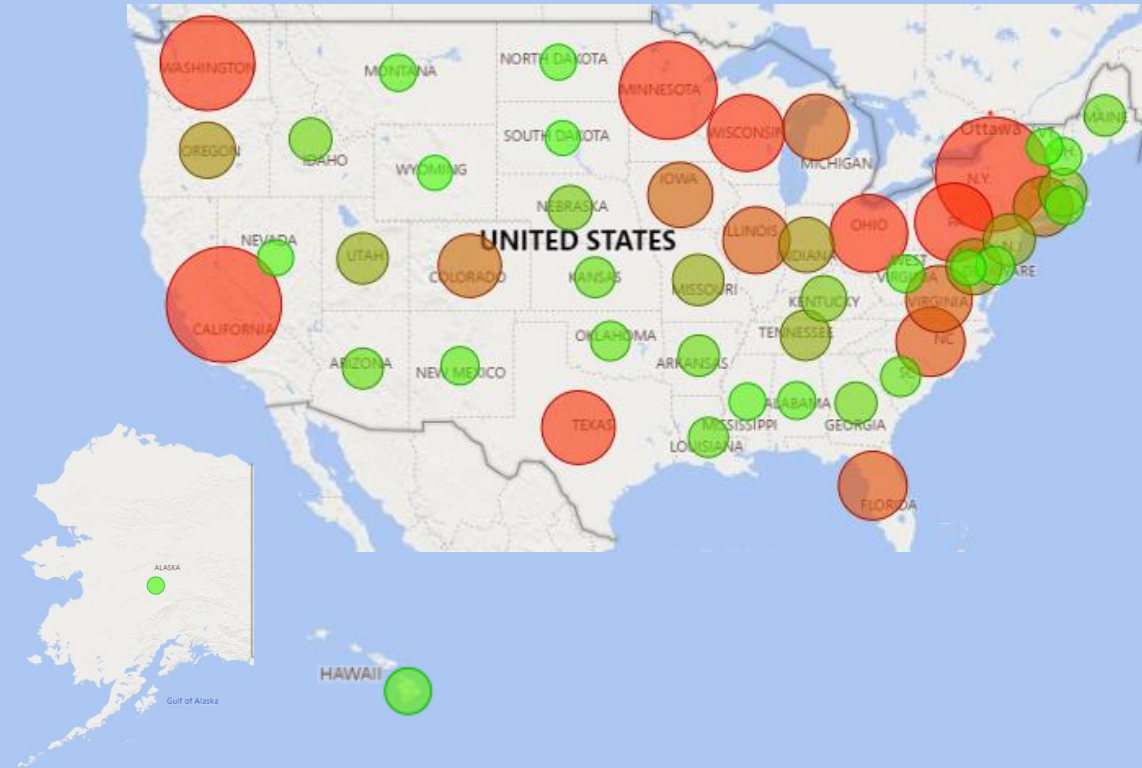 WASHINGTON
MONTANA
NORTH DAKOTA
MINNESOTA
Ottawa
MAINE
VT
OREGON
IDAHO
SOUTH DAKOTA
WISCONSIN
MICHIGAN
WYOMING
IOWA
N.Y.
NEBRASKA
NEVADA
UNITED STATES
ILLINOIS
OHIO
PA
UTAH
COLORADO
KANSAS
MISSOURI
INDIANA
WEST
VIRGINIA
N.J.
ARE
KENTUCKY
VIRGINIA
CALIFORNIA
OKLAHOMA
TENNESSEE
NC
ARIZONA
NEW MEXICO
ARKANSAS
SC
TEXAS
MISSISSIPPI
ALABAMA
GEORGIA
LOUISIANA
FLORIDA
ALASKA
HAWAII
Gulf of Alaska